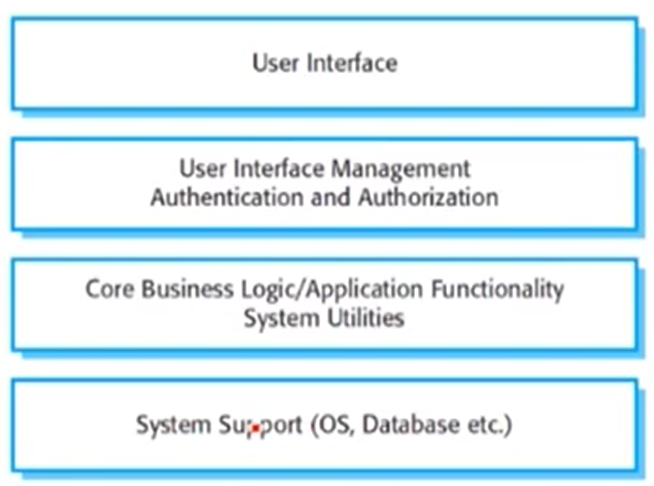 User Interface
User Interface Management
Authentication and Authorization
Core Business Logic/Application Functionality
System Utilities
System Support (OS, Database etc.)